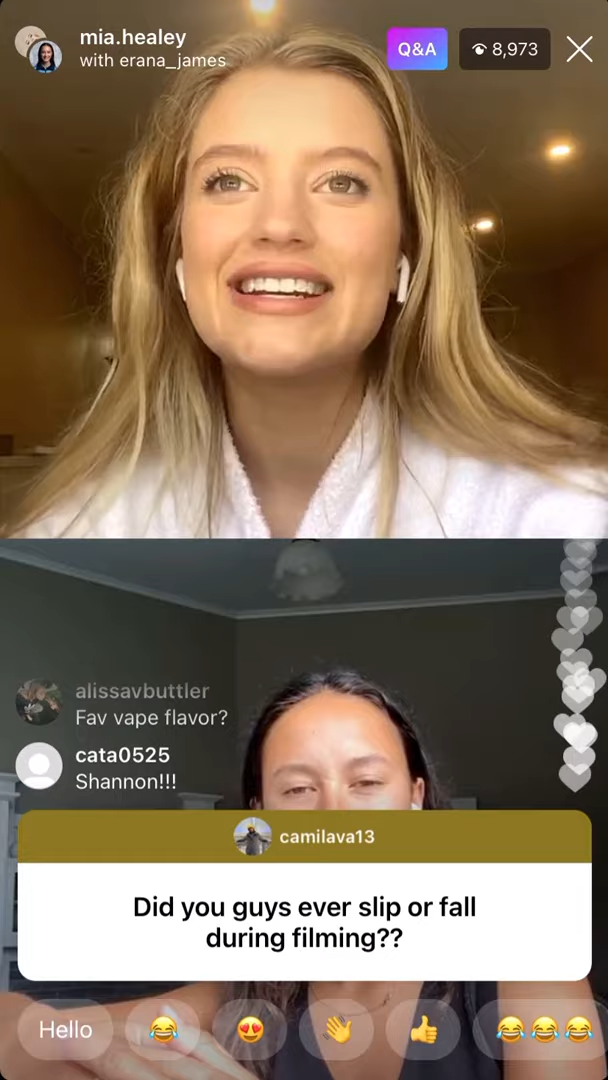 mia.healey
with erana_james
Q&A
8,973
alissavbuttler
Fav vape flavor?
cata0525
Shannon!!!
camilava13
Did you guys ever slip or fall
during filming??
Hello